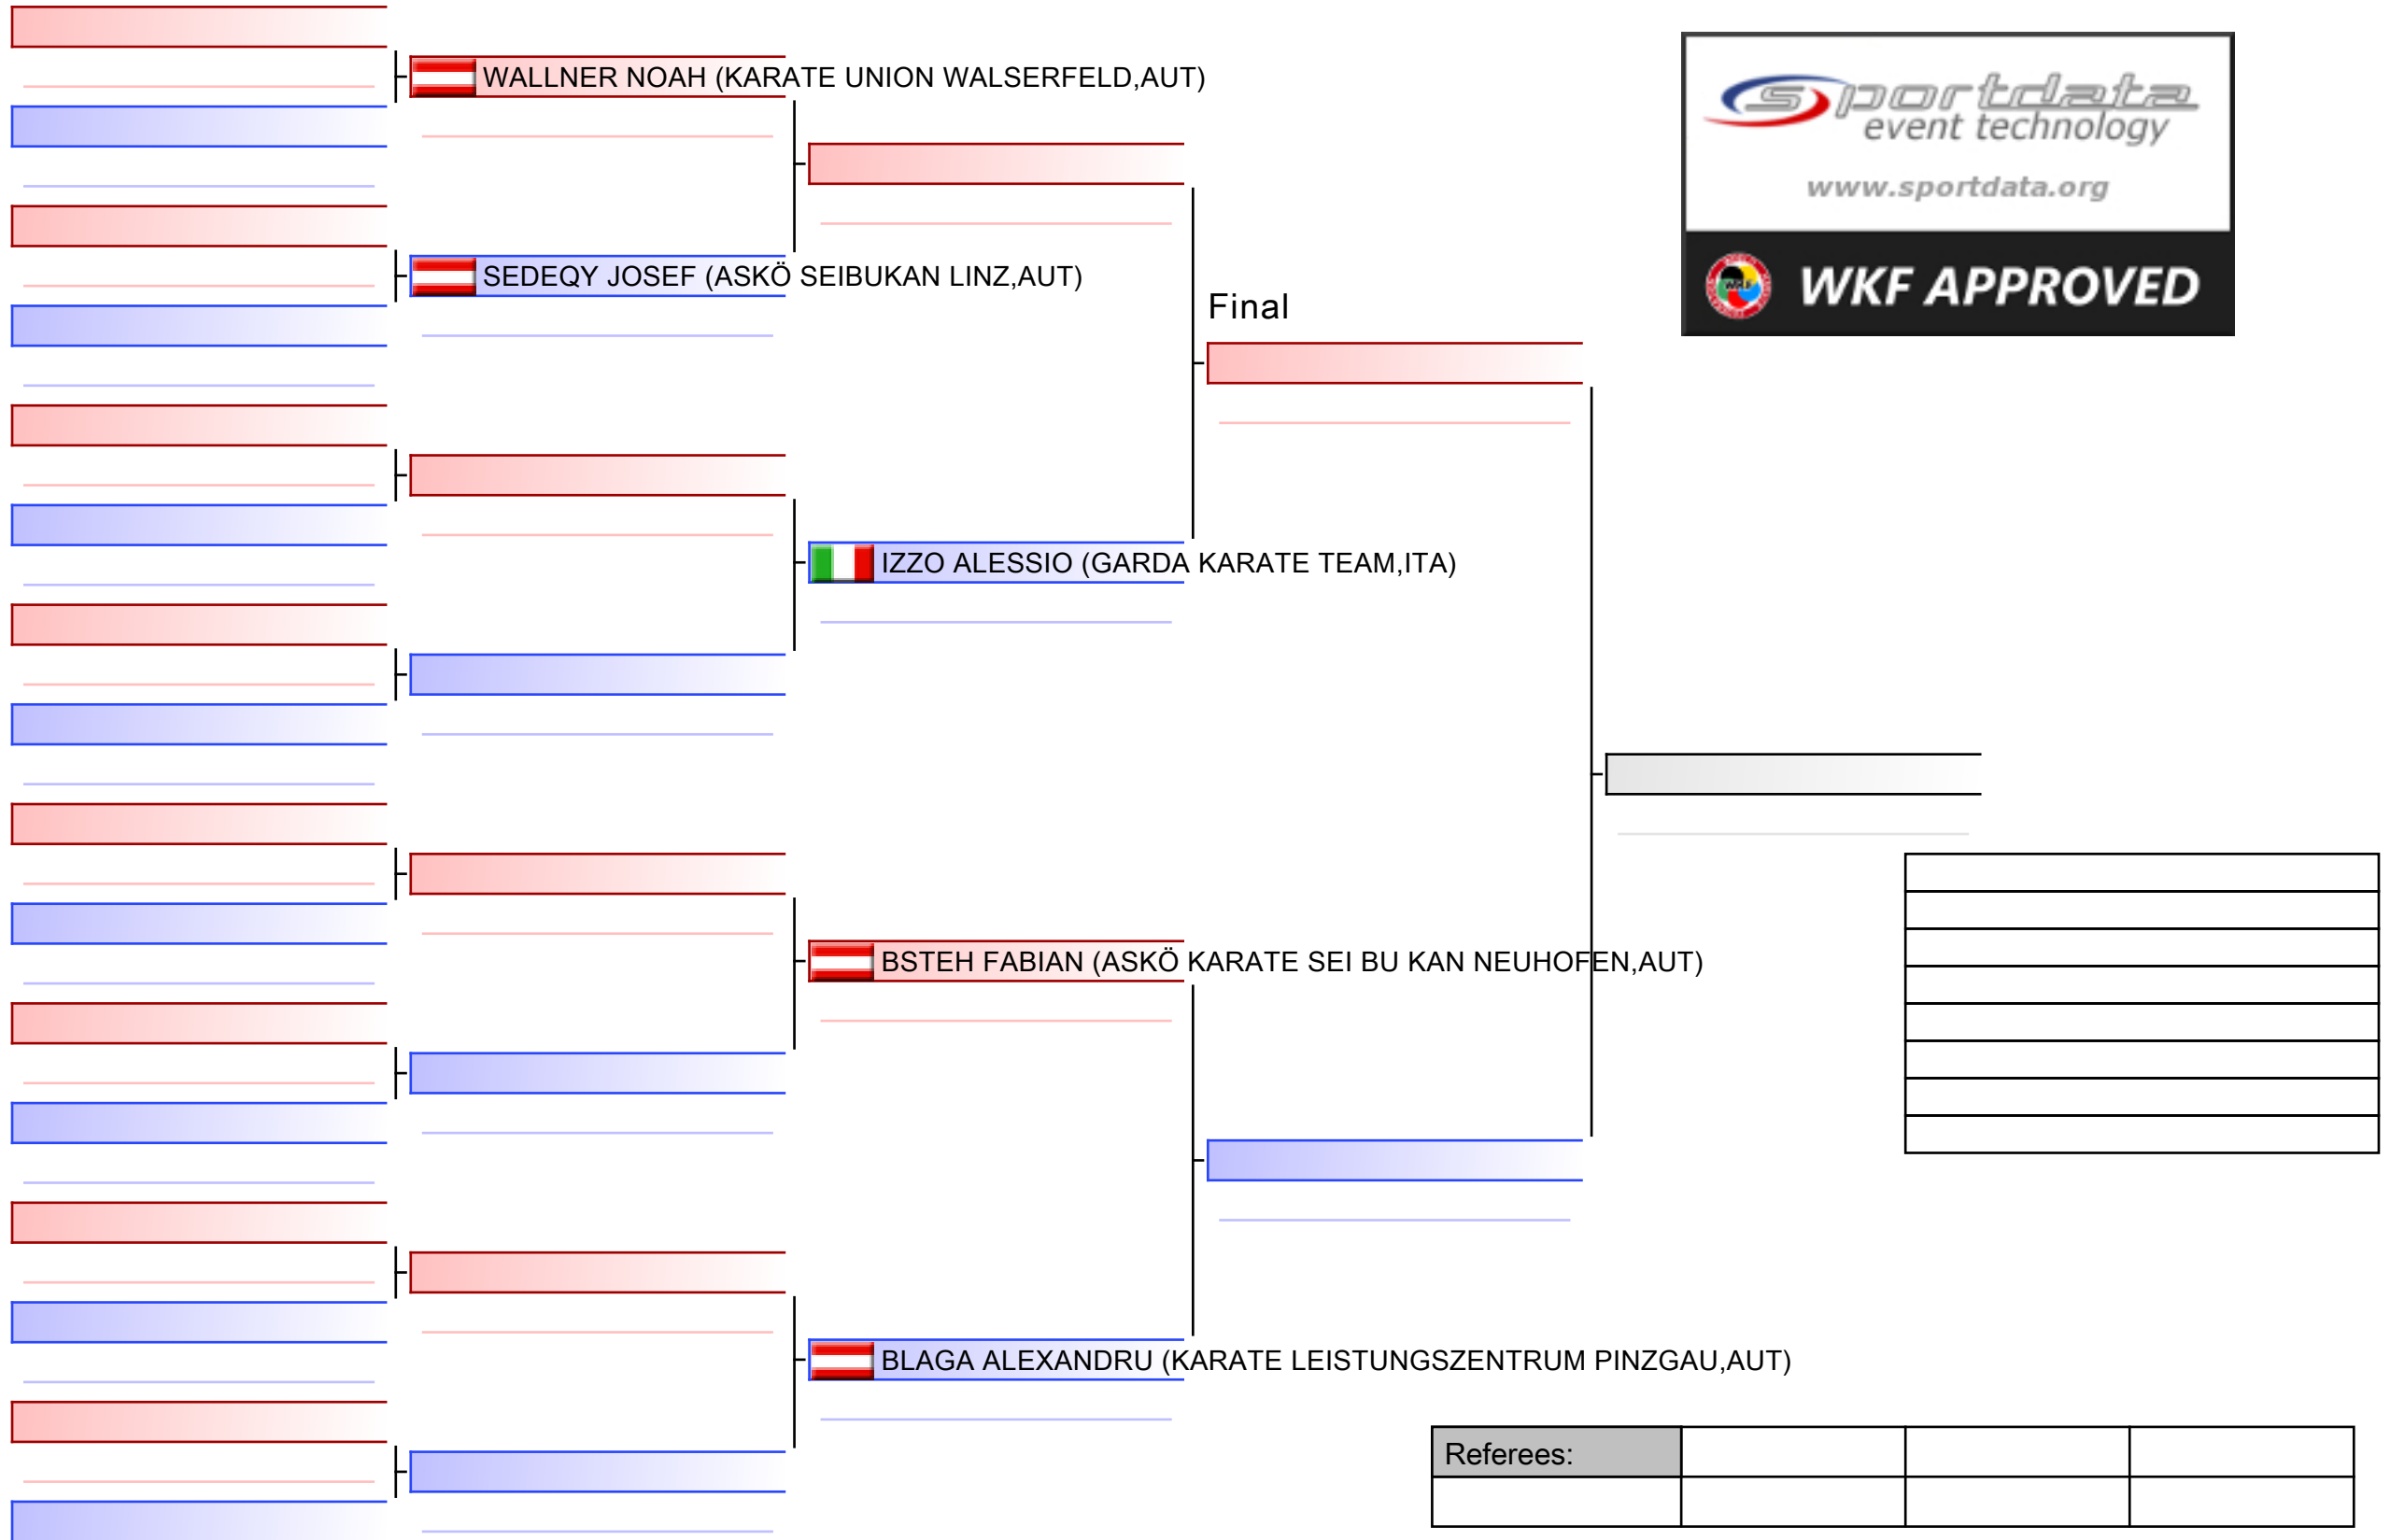 WALLNER NOAH (KARATE UNION WALSERFELD,AUT)
sportdata
event technology
www.sportdata.org
WKF APPROVED
SEDEQY JOSEF (ASKÖ SEIBUKAN LINZ,AUT)
Final
IZZO ALESSIO (GARDA KARATE TEAM,ITA)
BSTEH FABIAN (ASKÖ KARATE SEI BU KAN NEUHOFEN,AUT)
BLAGA ALEXANDRU (KARATE LEISTUNGSZENTRUM PINZGAU,AUT)
Referees: